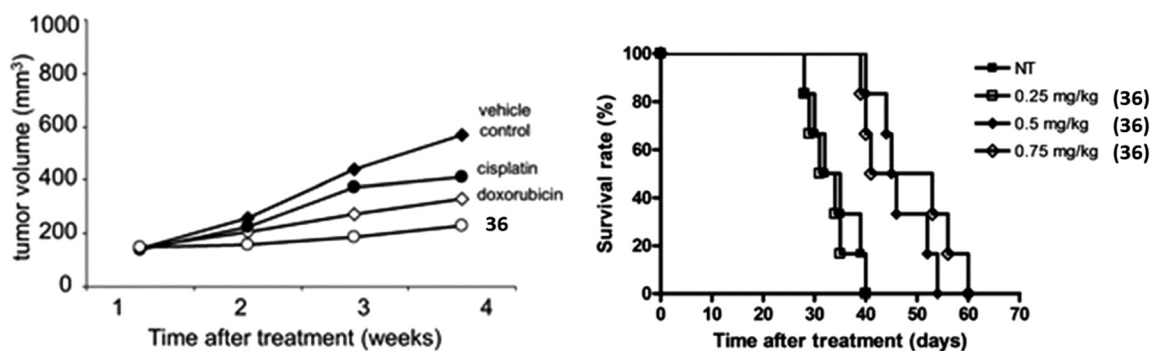 1000
800
600
400
200
0
tumor volume (mm³)
vehicle
control
cisplatin
doxorubicin
36
1 2 3 4
Time after treatment (weeks)
100
80
60
40
20
0
Survival rate (%)
NT
0.25 mg/kg (36)
0.5 mg/kg (36)
0.75 mg/kg (36)
0 10 20 30 40 50 60 70
Time after treatment (days)